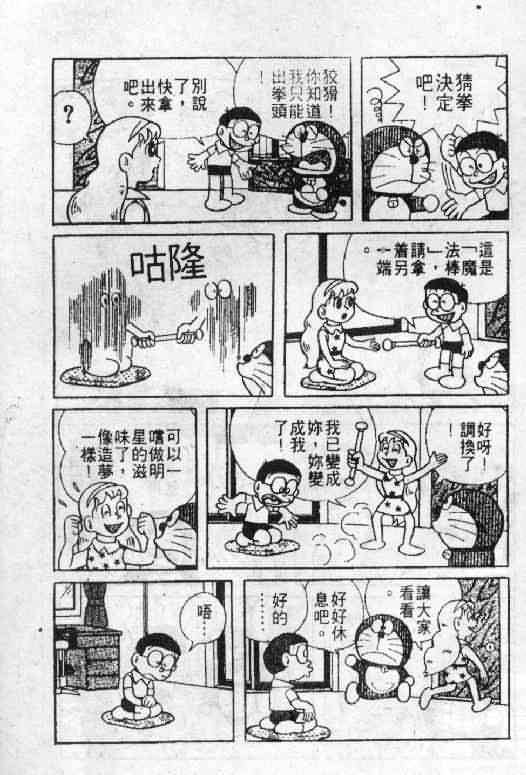 猜拳
決定
吧！
狡猾！
你知道
我只能
出拳頭
！
別說
了，
快拿
出來
吧。
？
這是
「魔
法棒
」，
請拿
着另
一端
。
咕隆
好呀！
調換了
！
我已變成
妳，妳變
成我
了！
可以一
嚐做明
星的滋
味了，
像造夢
一樣！
讓大家
看看
。
好好休
息吧。
好的
……
唔…